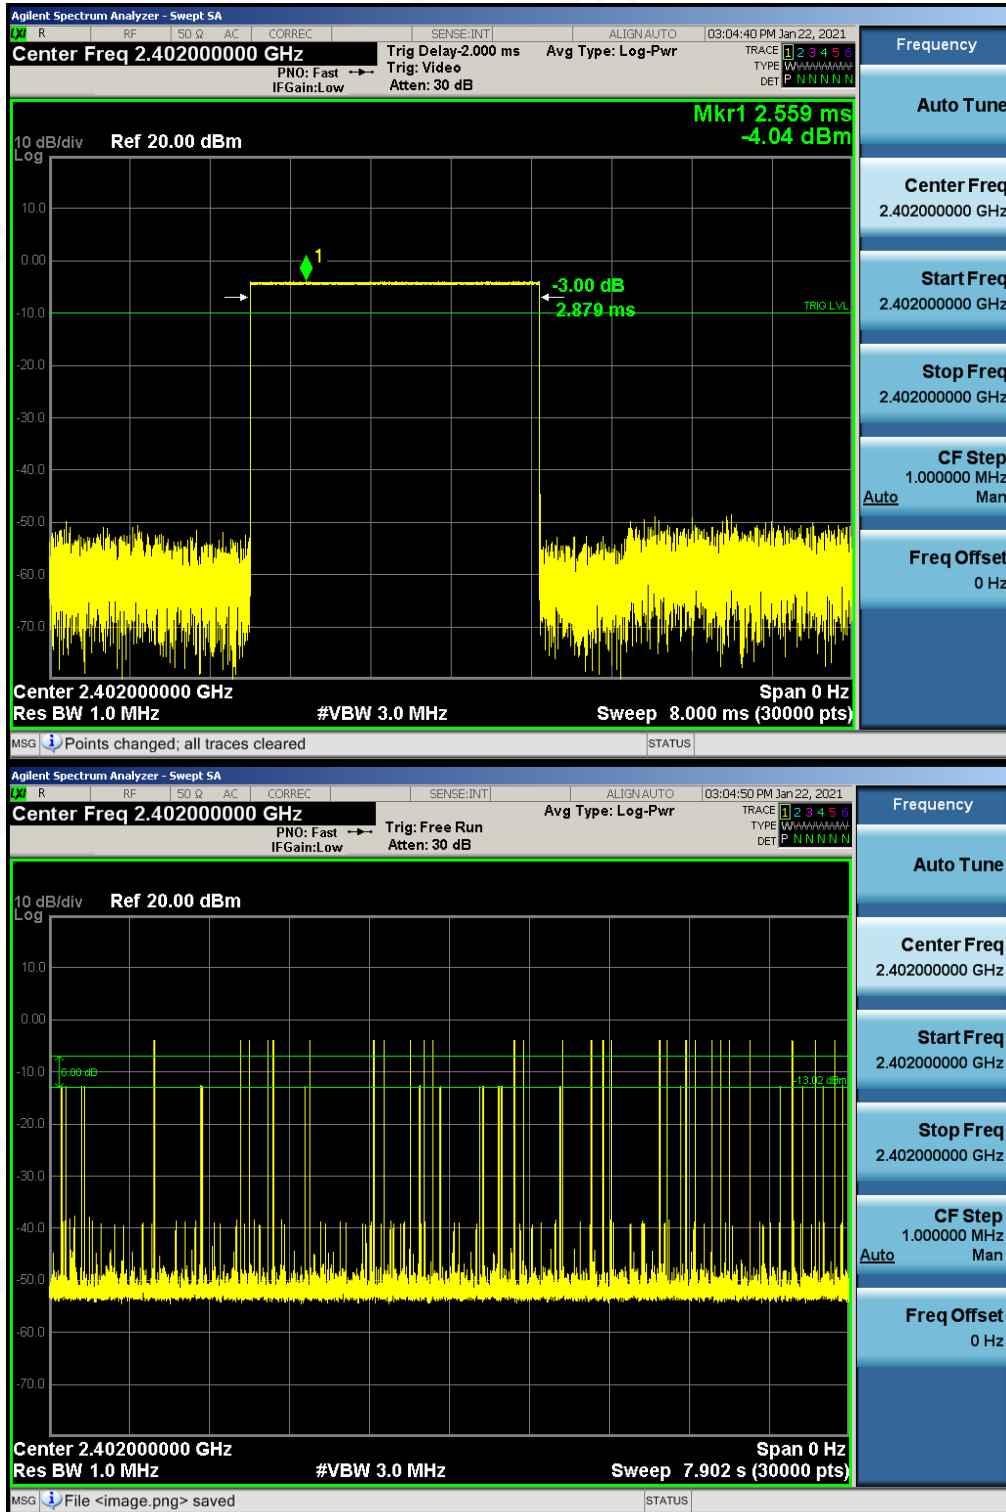 Agilent Spectrum Analyzer - Swept SA
LXI R RF 50 Ω AC CORREC SENSE:INT ALIGN AUTO 03:04:40 PM Jan 22, 2021
Center Freq 2.402000000 GHz
PNO: Fast
IFGain:Low
Trig Delay-2.000 ms
Trig: Video
Atten: 30 dB
Avg Type: Log-Pwr
TRACE 1 2 3 4 5 6
TYPE W
DET P N N N N N
Frequency
Auto Tune
Center Freq
2.402000000 GHz
Start Freq
2.402000000 GHz
Stop Freq
2.402000000 GHz
CF Step
1.000000 MHz
Auto Man
Freq Offset
0 Hz
Mkr1 2.559 ms
-4.04 dBm
10 dB/div Ref 20.00 dBm
Log
10.0
0.00
-10.0
-20.0
-30.0
-40.0
-50.0
-60.0
-70.0
1
-3.00 dB
2.879 ms
TRIG LVL
Center 2.402000000 GHz Span 0 Hz
Res BW 1.0 MHz #VBW 3.0 MHz Sweep 8.000 ms (30000 pts)
MSG Points changed; all traces cleared STATUS
Agilent Spectrum Analyzer - Swept SA
LXI R RF 50 Ω AC CORREC SENSE:INT ALIGN AUTO 03:04:50 PM Jan 22, 2021
Center Freq 2.402000000 GHz
PNO: Fast
IFGain:Low
Trig: Free Run
Atten: 30 dB
Avg Type: Log-Pwr
TRACE 1 2 3 4 5 6
TYPE W
DET P N N N N N
Frequency
Auto Tune
Center Freq
2.402000000 GHz
Start Freq
2.402000000 GHz
Stop Freq
2.402000000 GHz
CF Step
1.000000 MHz
Auto Man
Freq Offset
0 Hz
10 dB/div Ref 20.00 dBm
Log
10.0
0.00
-10.0
-20.0
-30.0
-40.0
-50.0
-60.0
-70.0
6.00 dB
-13.02 dBm
Center 2.402000000 GHz Span 0 Hz
Res BW 1.0 MHz #VBW 3.0 MHz Sweep 7.902 s (30000 pts)
MSG File <image.png> saved STATUS